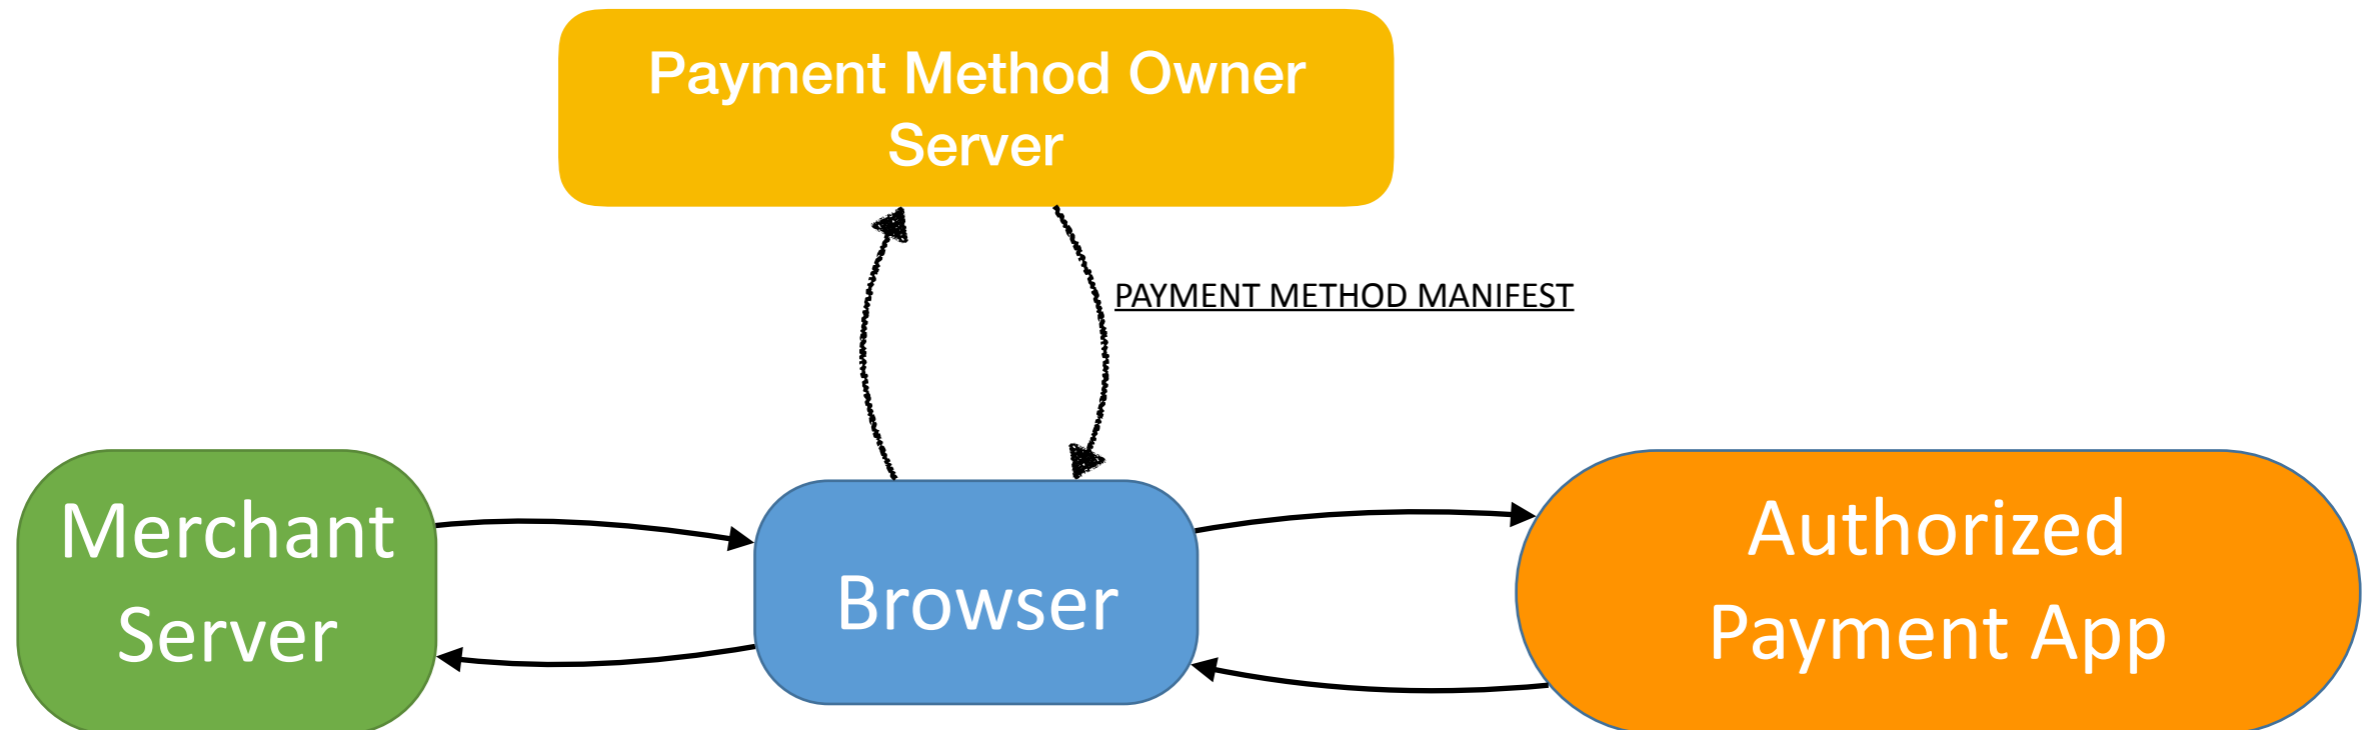 Payment Method Owner
Server
PAYMENT METHOD MANIFEST
Merchant
Server
Browser
Authorized
Payment App